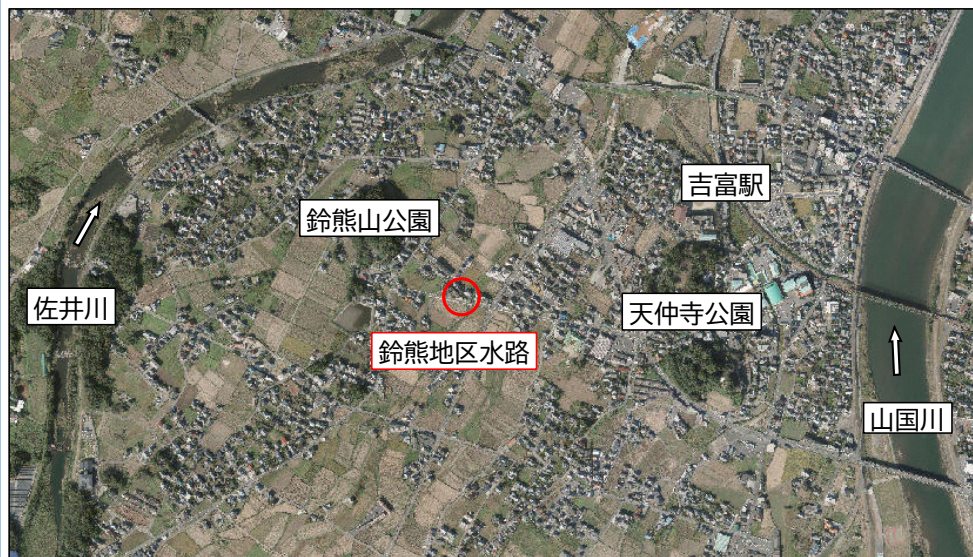 吉富駅
鈴熊山公園
佐井川
天仲寺公園
鈴熊地区水路
山国川